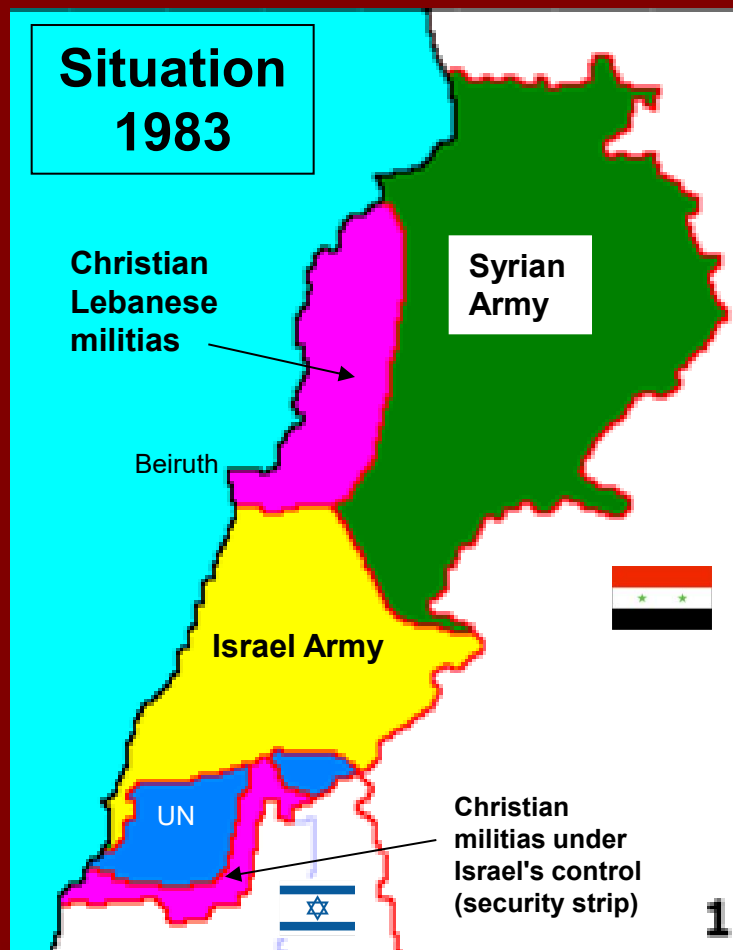 Situation
1983
Christian
Lebanese
militias
Syrian
Army
Beiruth
Israel Army
UN
Christian
militias under
Israel's control
(security strip)
1